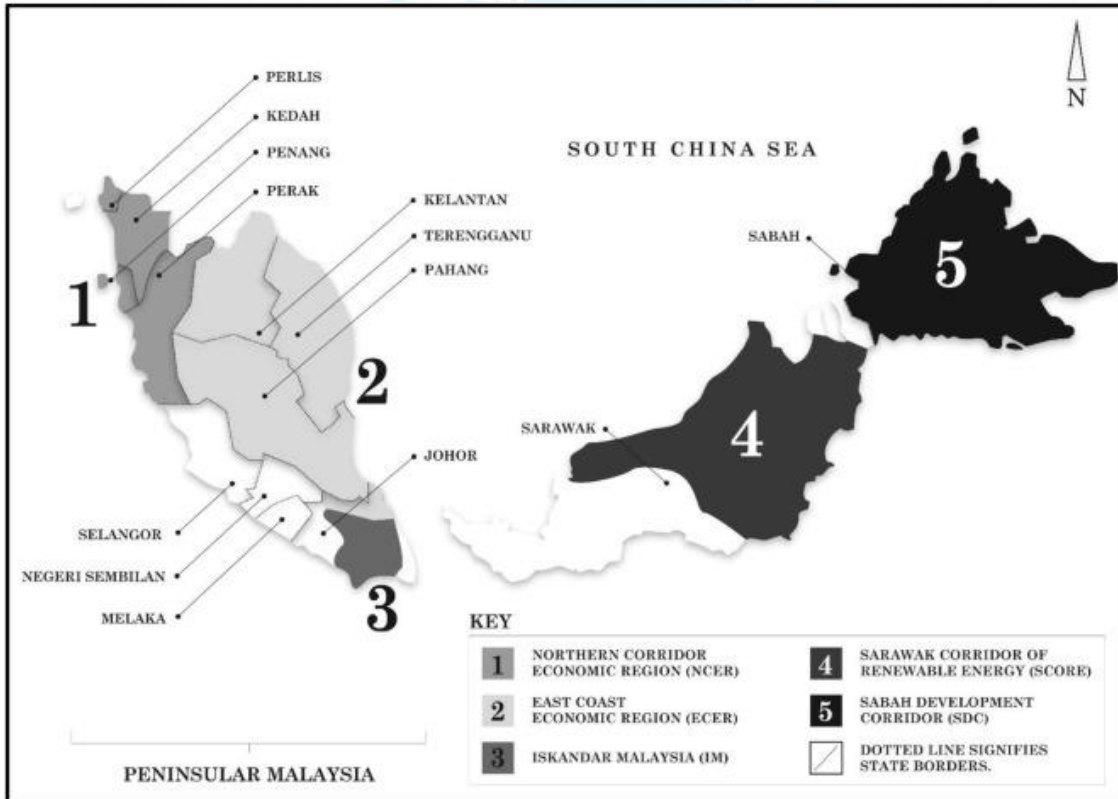 PERLIS
KEDAH
PENANG
PERAK
N
SOUTH CHINA SEA
KELANTAN
TERENGGANU
PAHANG
SABAH
5
1
2
SARAWAK
4
JOHOR
SELANGOR
NEGERI SEMBILAN
MELAKA
3
KEY
1 NORTHERN CORRIDOR
ECONOMIC REGION (NCER)
2 EAST COAST
ECONOMIC REGION (ECER)
3 ISKANDAR MALAYSIA (IM)
4 SARAWAK CORRIDOR OF
RENEWABLE ENERGY (SCORE)
5 SABAH DEVELOPMENT
CORRIDOR (SDC)
DOTTED LINE SIGNIFIES
STATE BORDERS.
PENINSULAR MALAYSIA